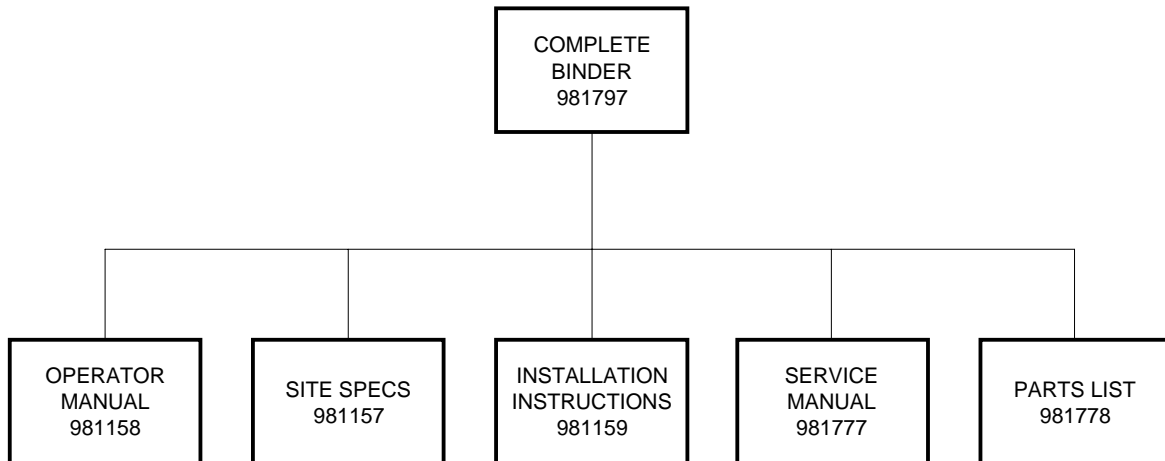 COMPLETE
BINDER
981797
OPERATOR
MANUAL
981158
SITE SPECS
981157
INSTALLATION
INSTRUCTIONS
981159
SERVICE
MANUAL
981777
PARTS LIST
981778